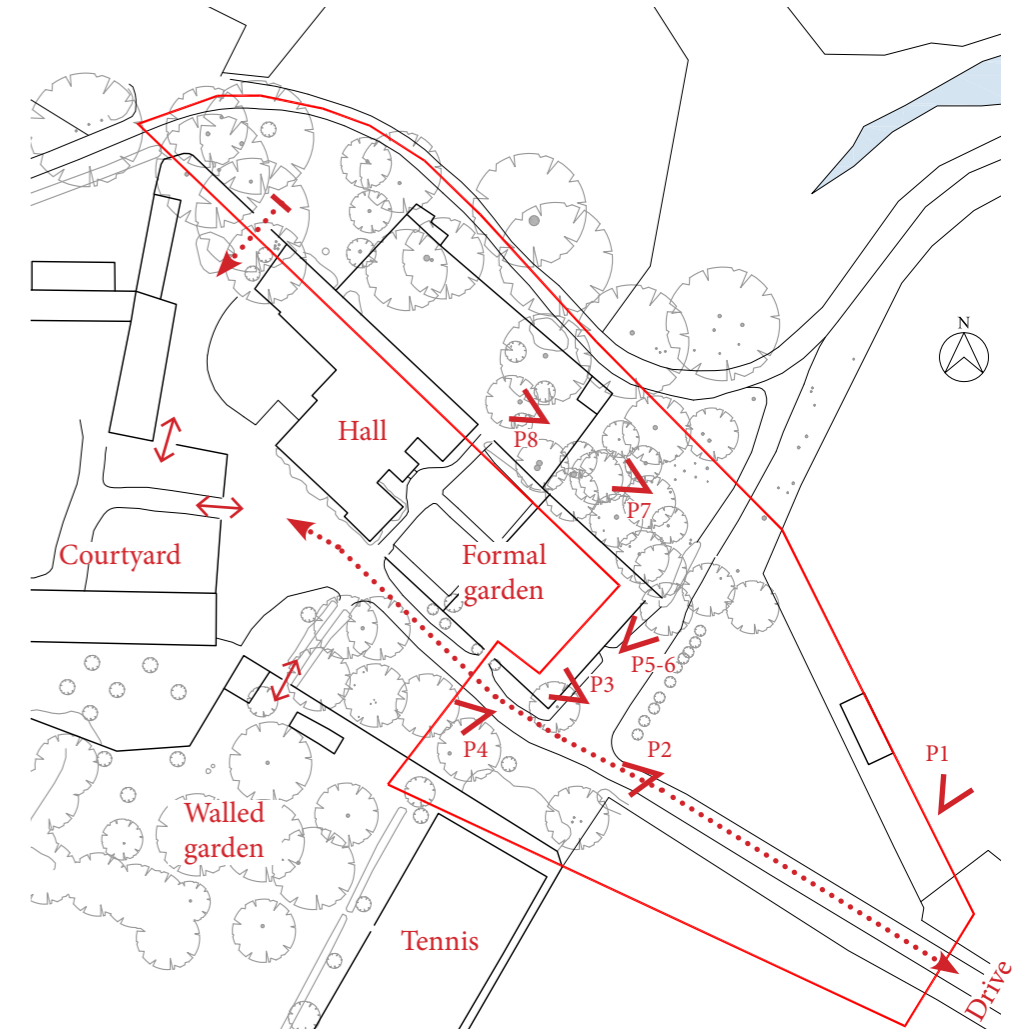 N
Hall
P8
P7
Courtyard
Formal
garden
P5-6
P3
P4
P2
P1
Walled
garden
Tennis
Drive